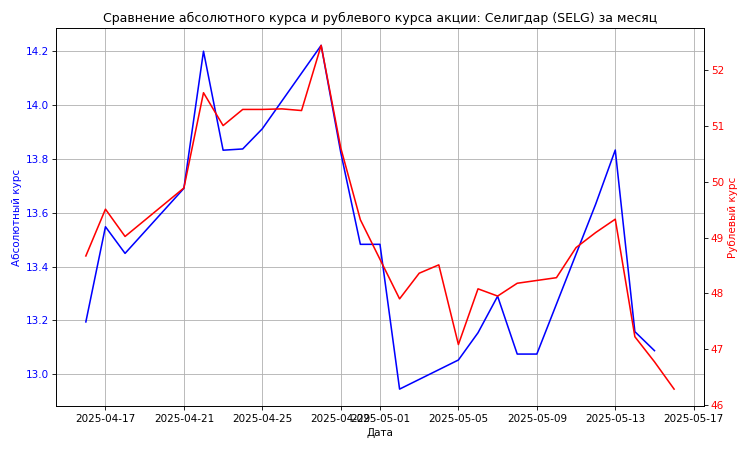 Сравнение абсолютного курса и рублевого курса акции: Селигдар (SELG) за месяц
Абсолютный курс
14.2
14.0
13.8
13.6
13.4
13.2
13.0
52
51
50
49
48
47
46
Рублевый курс
2025-04-17 2025-04-21 2025-04-25 2025-04-29 2025-05-01 2025-05-05 2025-05-09 2025-05-13 2025-05-17
Дата